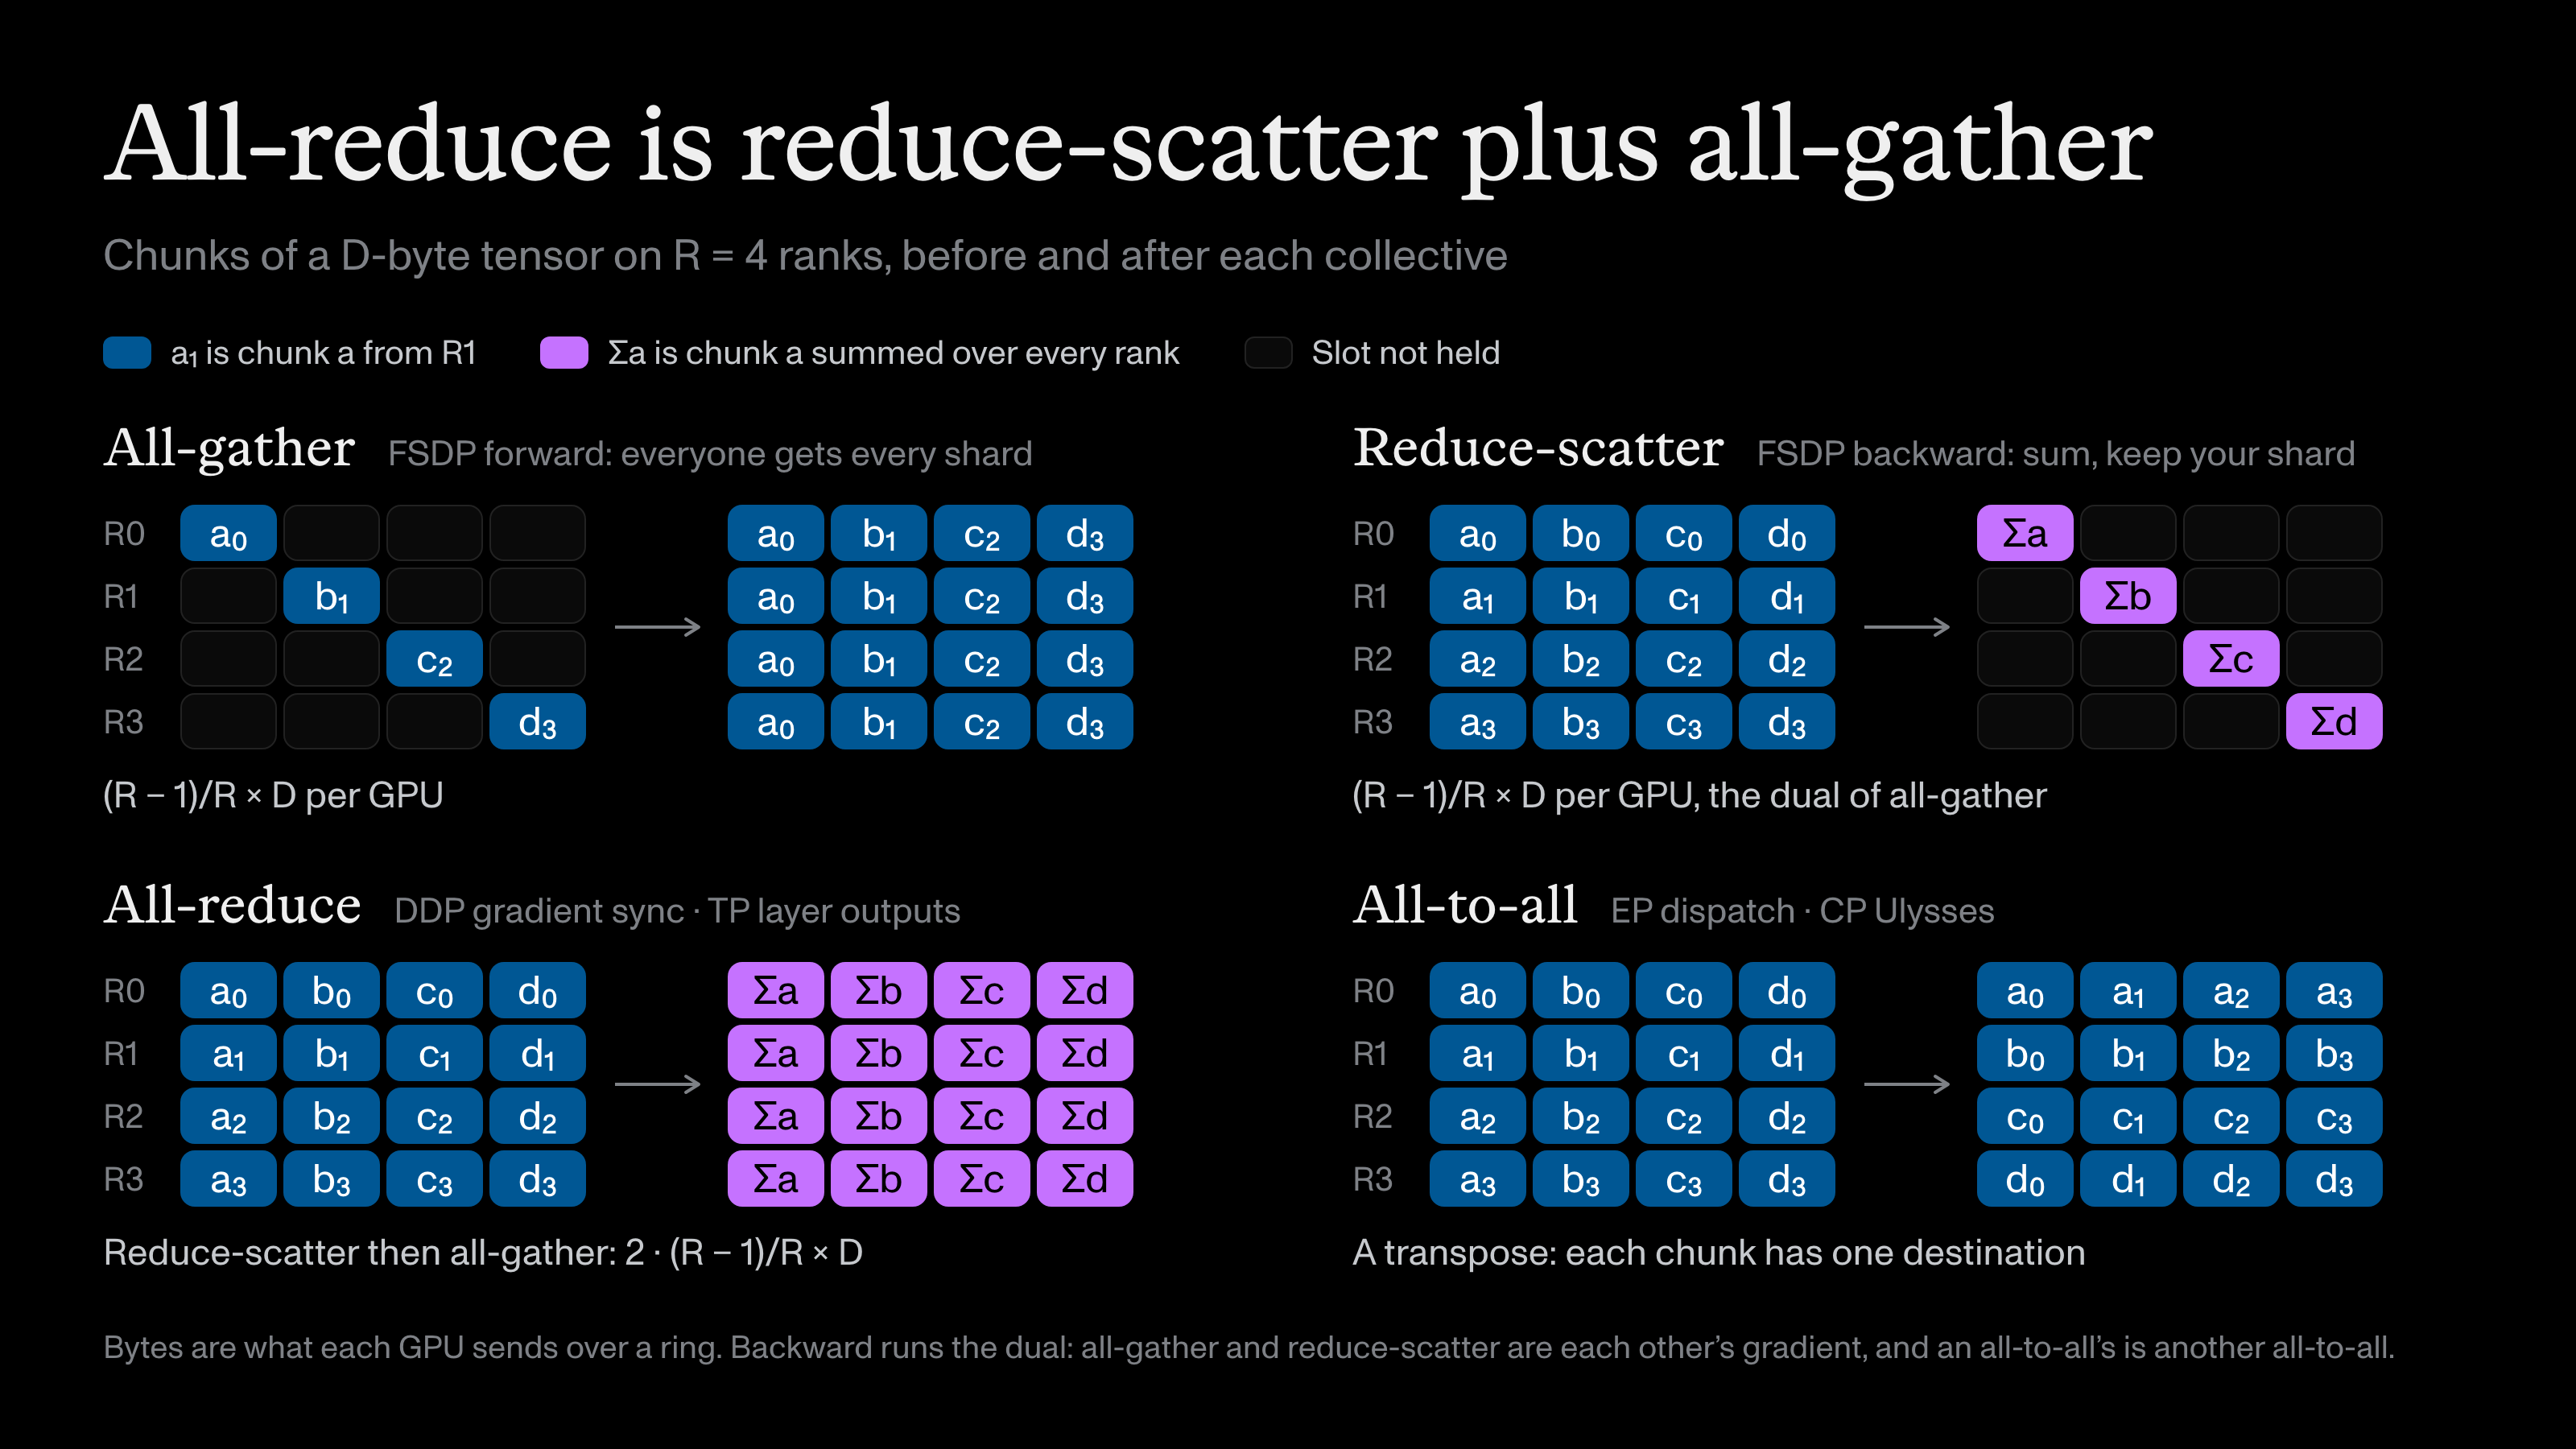 All-reduce is reduce-scatter plus all-gather
Chunks of a D-byte tensor on R = 4 ranks, before and after each collective
a₁ is chunk a from R1
Σa is chunk a summed over every rank
Slot not held
All-gather FSDP forward: everyone gets every shard
R0 a₀ a₀ b₁ c₂ d₃
R1 b₁ a₀ b₁ c₂ d₃
R2 c₂ a₀ b₁ c₂ d₃
R3 d₃ a₀ b₁ c₂ d₃
(R − 1)/R × D per GPU
Reduce-scatter FSDP backward: sum, keep your shard
R0 a₀ b₀ c₀ d₀ Σa
R1 a₁ b₁ c₁ d₁ Σb
R2 a₂ b₂ c₂ d₂ Σc
R3 a₃ b₃ c₃ d₃ Σd
(R − 1)/R × D per GPU, the dual of all-gather
All-reduce DDP gradient sync · TP layer outputs
R0 a₀ b₀ c₀ d₀ Σa Σb Σc Σd
R1 a₁ b₁ c₁ d₁ Σa Σb Σc Σd
R2 a₂ b₂ c₂ d₂ Σa Σb Σc Σd
R3 a₃ b₃ c₃ d₃ Σa Σb Σc Σd
Reduce-scatter then all-gather: 2 · (R − 1)/R × D
All-to-all EP dispatch · CP Ulysses
R0 a₀ b₀ c₀ d₀ a₀ a₁ a₂ a₃
R1 a₁ b₁ c₁ d₁ b₀ b₁ b₂ b₃
R2 a₂ b₂ c₂ d₂ c₀ c₁ c₂ c₃
R3 a₃ b₃ c₃ d₃ d₀ d₁ d₂ d₃
A transpose: each chunk has one destination
Bytes are what each GPU sends over a ring. Backward runs the dual: all-gather and reduce-scatter are each other’s gradient, and an all-to-all’s is another all-to-all.